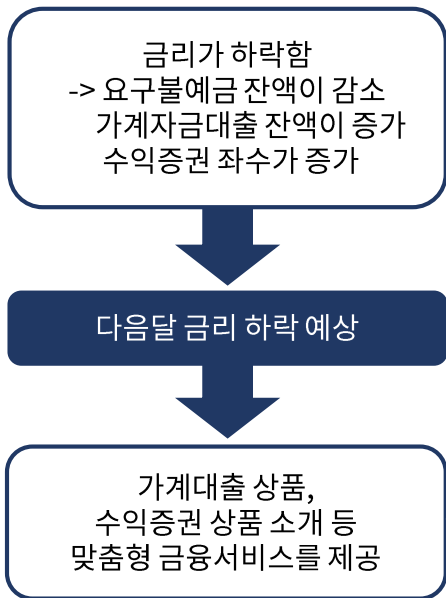 금리가 하락함
-> 요구불예금 잔액이 감소
가계자금대출 잔액이 증가
수익증권 좌수가 증가
다음달 금리 하락 예상
가계대출 상품,
수익증권 상품 소개 등
맞춤형 금융서비스를 제공